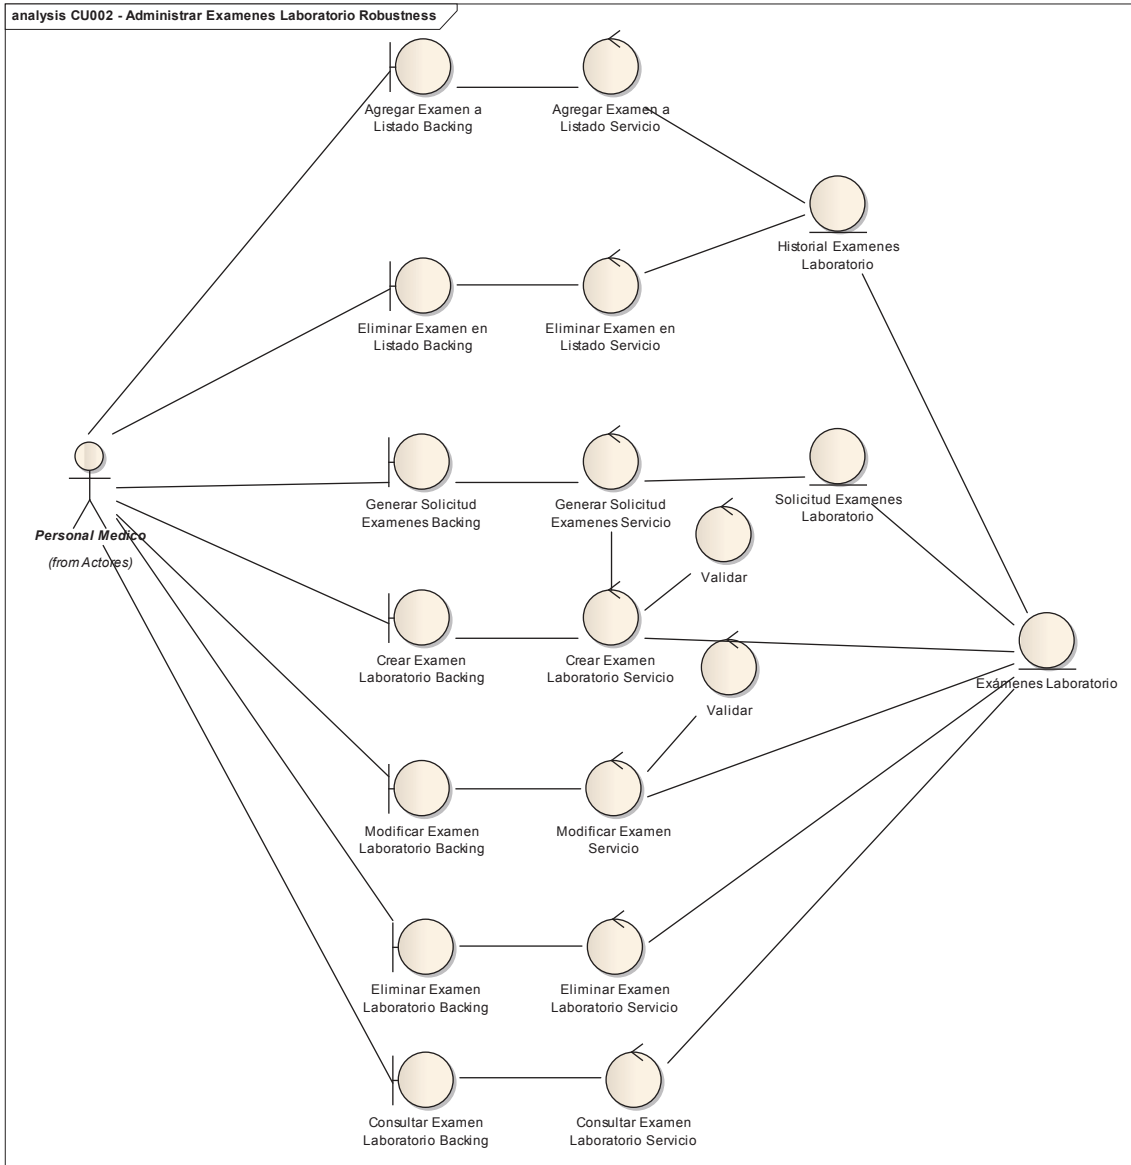 analysis CU002 - Administrar Examenes Laboratorio Robustness
Agregar Examen a
Listado Backing
Agregar Examen a
Listado Servicio
Historial Examenes
Laboratorio
Eliminar Examen en
Listado Backing
Eliminar Examen en
Listado Servicio
Personal Medico
(from Actores)
Generar Solicitud
Examenes Backing
Generar Solicitud
Examenes Servicio
Solicitud Examenes
Laboratorio
Validar
Crear Examen
Laboratorio Backing
Crear Examen
Laboratorio Servicio
Exámenes Laboratorio
Validar
Modificar Examen
Laboratorio Backing
Modificar Examen
Servicio
Eliminar Examen
Laboratorio Backing
Eliminar Examen
Laboratorio Servicio
Consultar Examen
Laboratorio Backing
Consultar Examen
Laboratorio Servicio